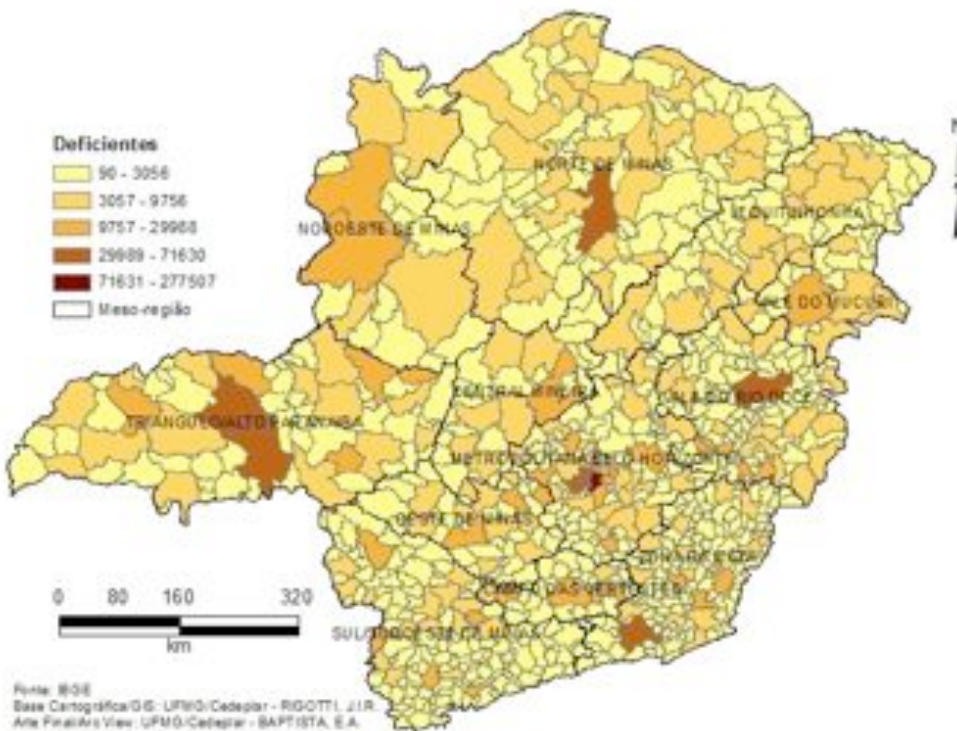 Deficientes
90 - 3056
3057 - 9756
9757 - 29988
29989 - 71630
71631 - 277507
Meso-região
N
NORTE DE MINAS
NOROESTE DE MINAS
JEQUITINHONHA
VALE DO MUCURI
CENTRAL MINEIRA
VALE DO RIO DOCE
TRIANGULO/ALTO PARANAIBA
METROPOLITANA BELO HORIZONTE
OESTE DE MINAS
ZONA DA MATA
CAMPO DAS VERTENTES
SUL/SUDOESTE DE MINAS
0 80 160 320
km
Fonte: IBGE
Base Cartográfica/GIS: UFMG/Cedeplar - RIGOTTI, J.I.R.
Arte Final/Arc View: UFMG/Cedeplar - BAPTISTA, E.A.